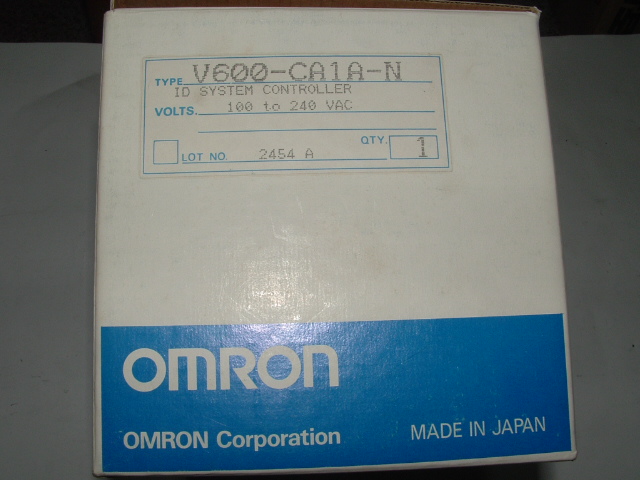 TYPE V600-CA1A-N
ID SYSTEM CONTROLLER
VOLTS. 100 to 240 VAC
LOT NO. 2454 A QTY. 1
OMRON
OMRON Corporation MADE IN JAPAN